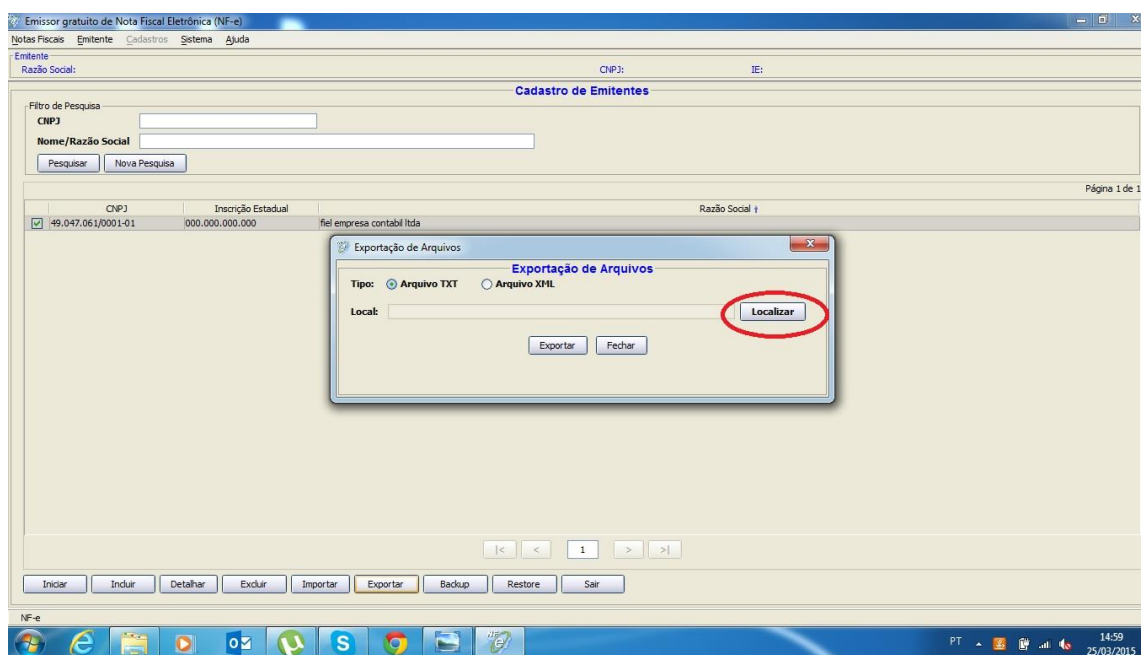 Emissor gratuito de Nota Fiscal Eletrônica (NF-e)
Notas Fiscais Emitente Cadastros Sistema Ajuda
Emitente
Razão Social: CNPJ: IE:
Cadastro de Emitentes
Filtro de Pesquisa
CNPJ
Nome/Razão Social
Pesquisar Nova Pesquisa
Página 1 de 1
CNPJ Inscrição Estadual Razão Social
49.047.061/0001-01 000.000.000.000 fiel empresa contabil ltda
Exportação de Arquivos
Exportação de Arquivos
Tipo: Arquivo TXT Arquivo XML
Local: Localizar
Exportar Fechar
|< < 1 > >|
Iniciar Incluir Detalhar Excluir Importar Exportar Backup Restore Sair
NF-e
PT 14:59
25/03/2015